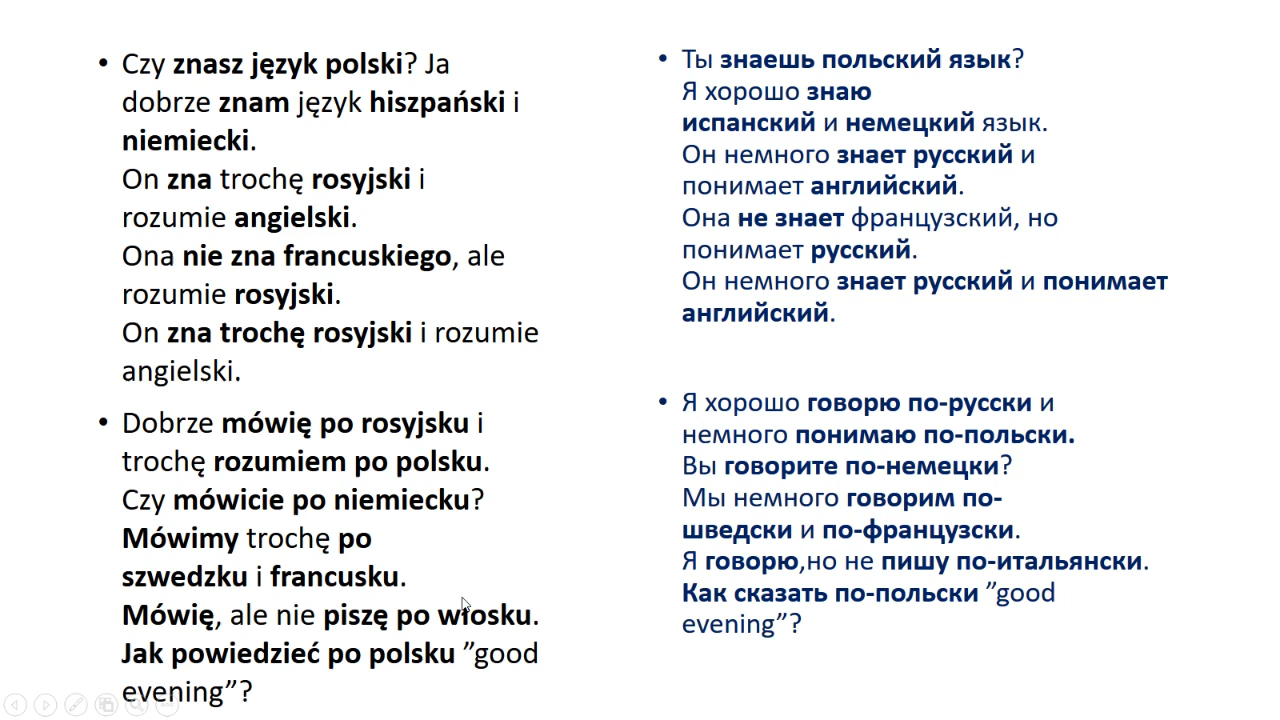 • Czy znasz język polski? Ja
dobrze znam język hiszpański i
niemiecki.
On zna trochę rosyjski i
rozumie angielski.
Ona nie zna francuskiego, ale
rozumie rosyjski.
On zna trochę rosyjski i rozumie
angielski.
• Dobrze mówię po rosyjsku i
trochę rozumiem po polsku.
Czy mówicie po niemiecku?
Mówimy trochę po
szwedzku i francusku.
Mówię, ale nie piszę po włosku.
Jak powiedzieć po polsku ”good
evening”?
• Ты знаешь польский язык?
Я хорошо знаю
испанский и немецкий язык.
Он немного знает русский и
понимает английский.
Она не знает французский, но
понимает русский.
Он немного знает русский и понимает
английский.
• Я хорошо говорю по-русски и
немного понимаю по-польски.
Вы говорите по-немецки?
Мы немного говорим по-
шведски и по-французски.
Я говорю,но не пишу по-итальянски.
Как сказать по-польски ”good
evening”?